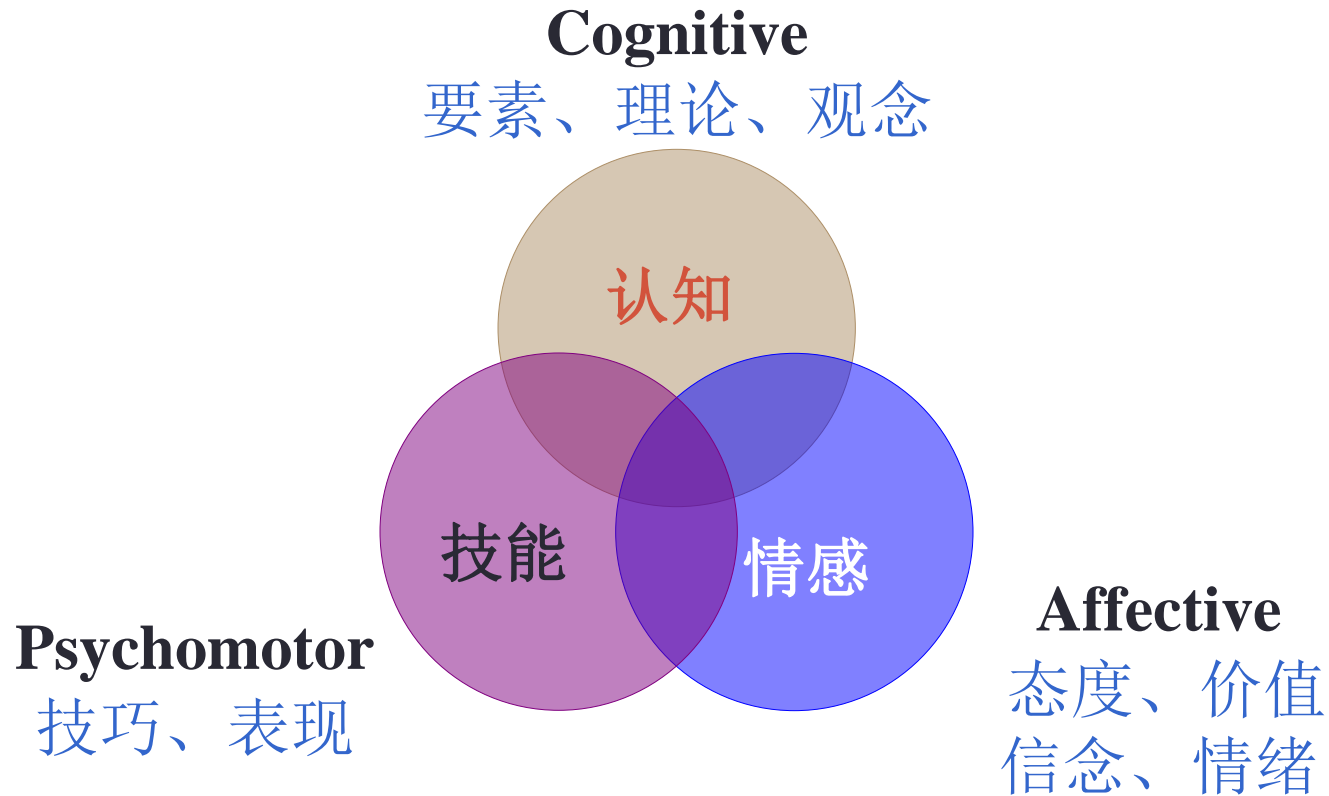 Cognitive
要素、理论、观念
认知
技能
情感
Psychomotor
技巧、表现
Affective
态度、价值
信念、情绪